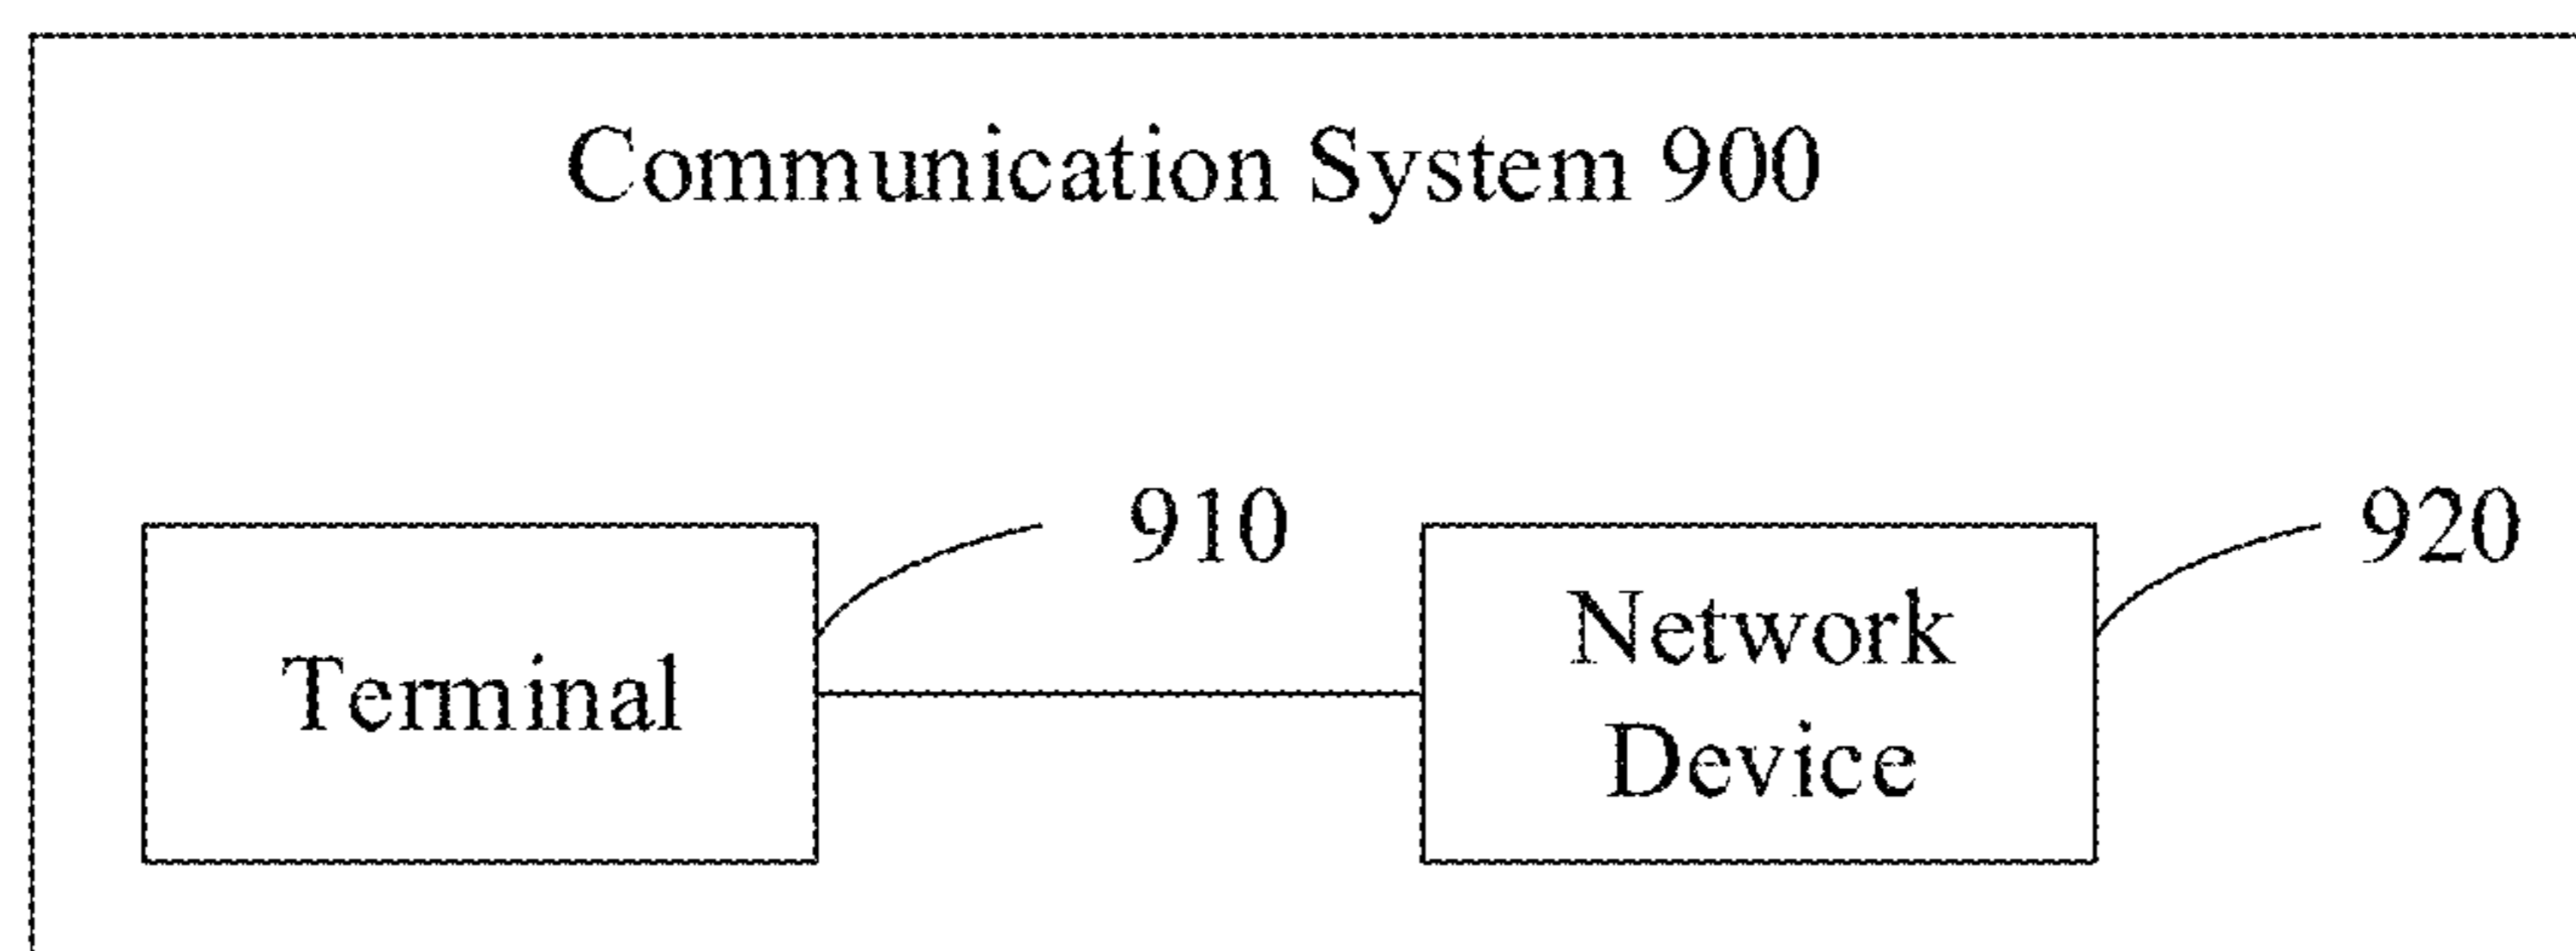 Communication System 900
910
920
Terminal
Network
Device